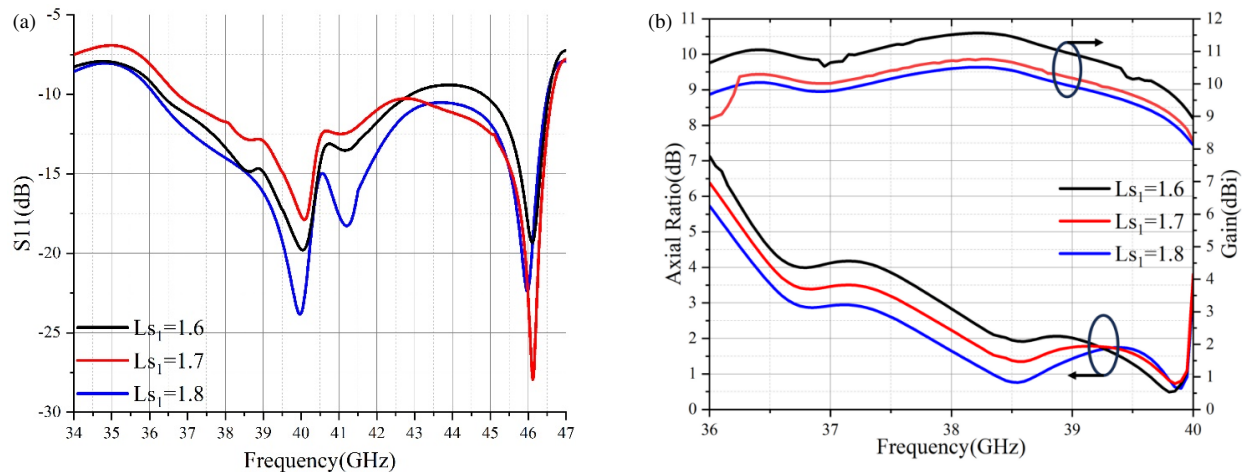 (a)
-5
-10
-15
-20
-25
-30
S11(dB)
Ls1=1.6
Ls1=1.7
Ls1=1.8
34 35 36 37 38 39 40 41 42 43 44 45 46 47
Frequency(GHz)
(b)
11
10
9
8
7
6
5
4
3
2
1
0
Axial Ratio(dB)
12
11
10
9
8
7
6
5
4
3
2
1
0
Gain(dBi)
Ls1=1.6
Ls1=1.7
Ls1=1.8
36 37 38 39 40
Frequency(GHz)